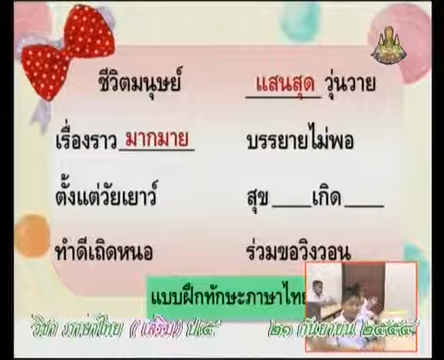 ชีวิตมนุษย์ แสนสุด วุ่นวาย
เรื่องราว มากมาย บรรยายไม่พอ
ตั้งแต่วัยเยาว์ สุข ____เกิด ____
ทำดีเถิดหนอ ร่วมขอวิงวอน
แบบฝึกทักษะภาษาไทย
วิชา ภาษาไทย ( เสริม) ป.๕ ๒๑ กันยายน ๒๕๕๔